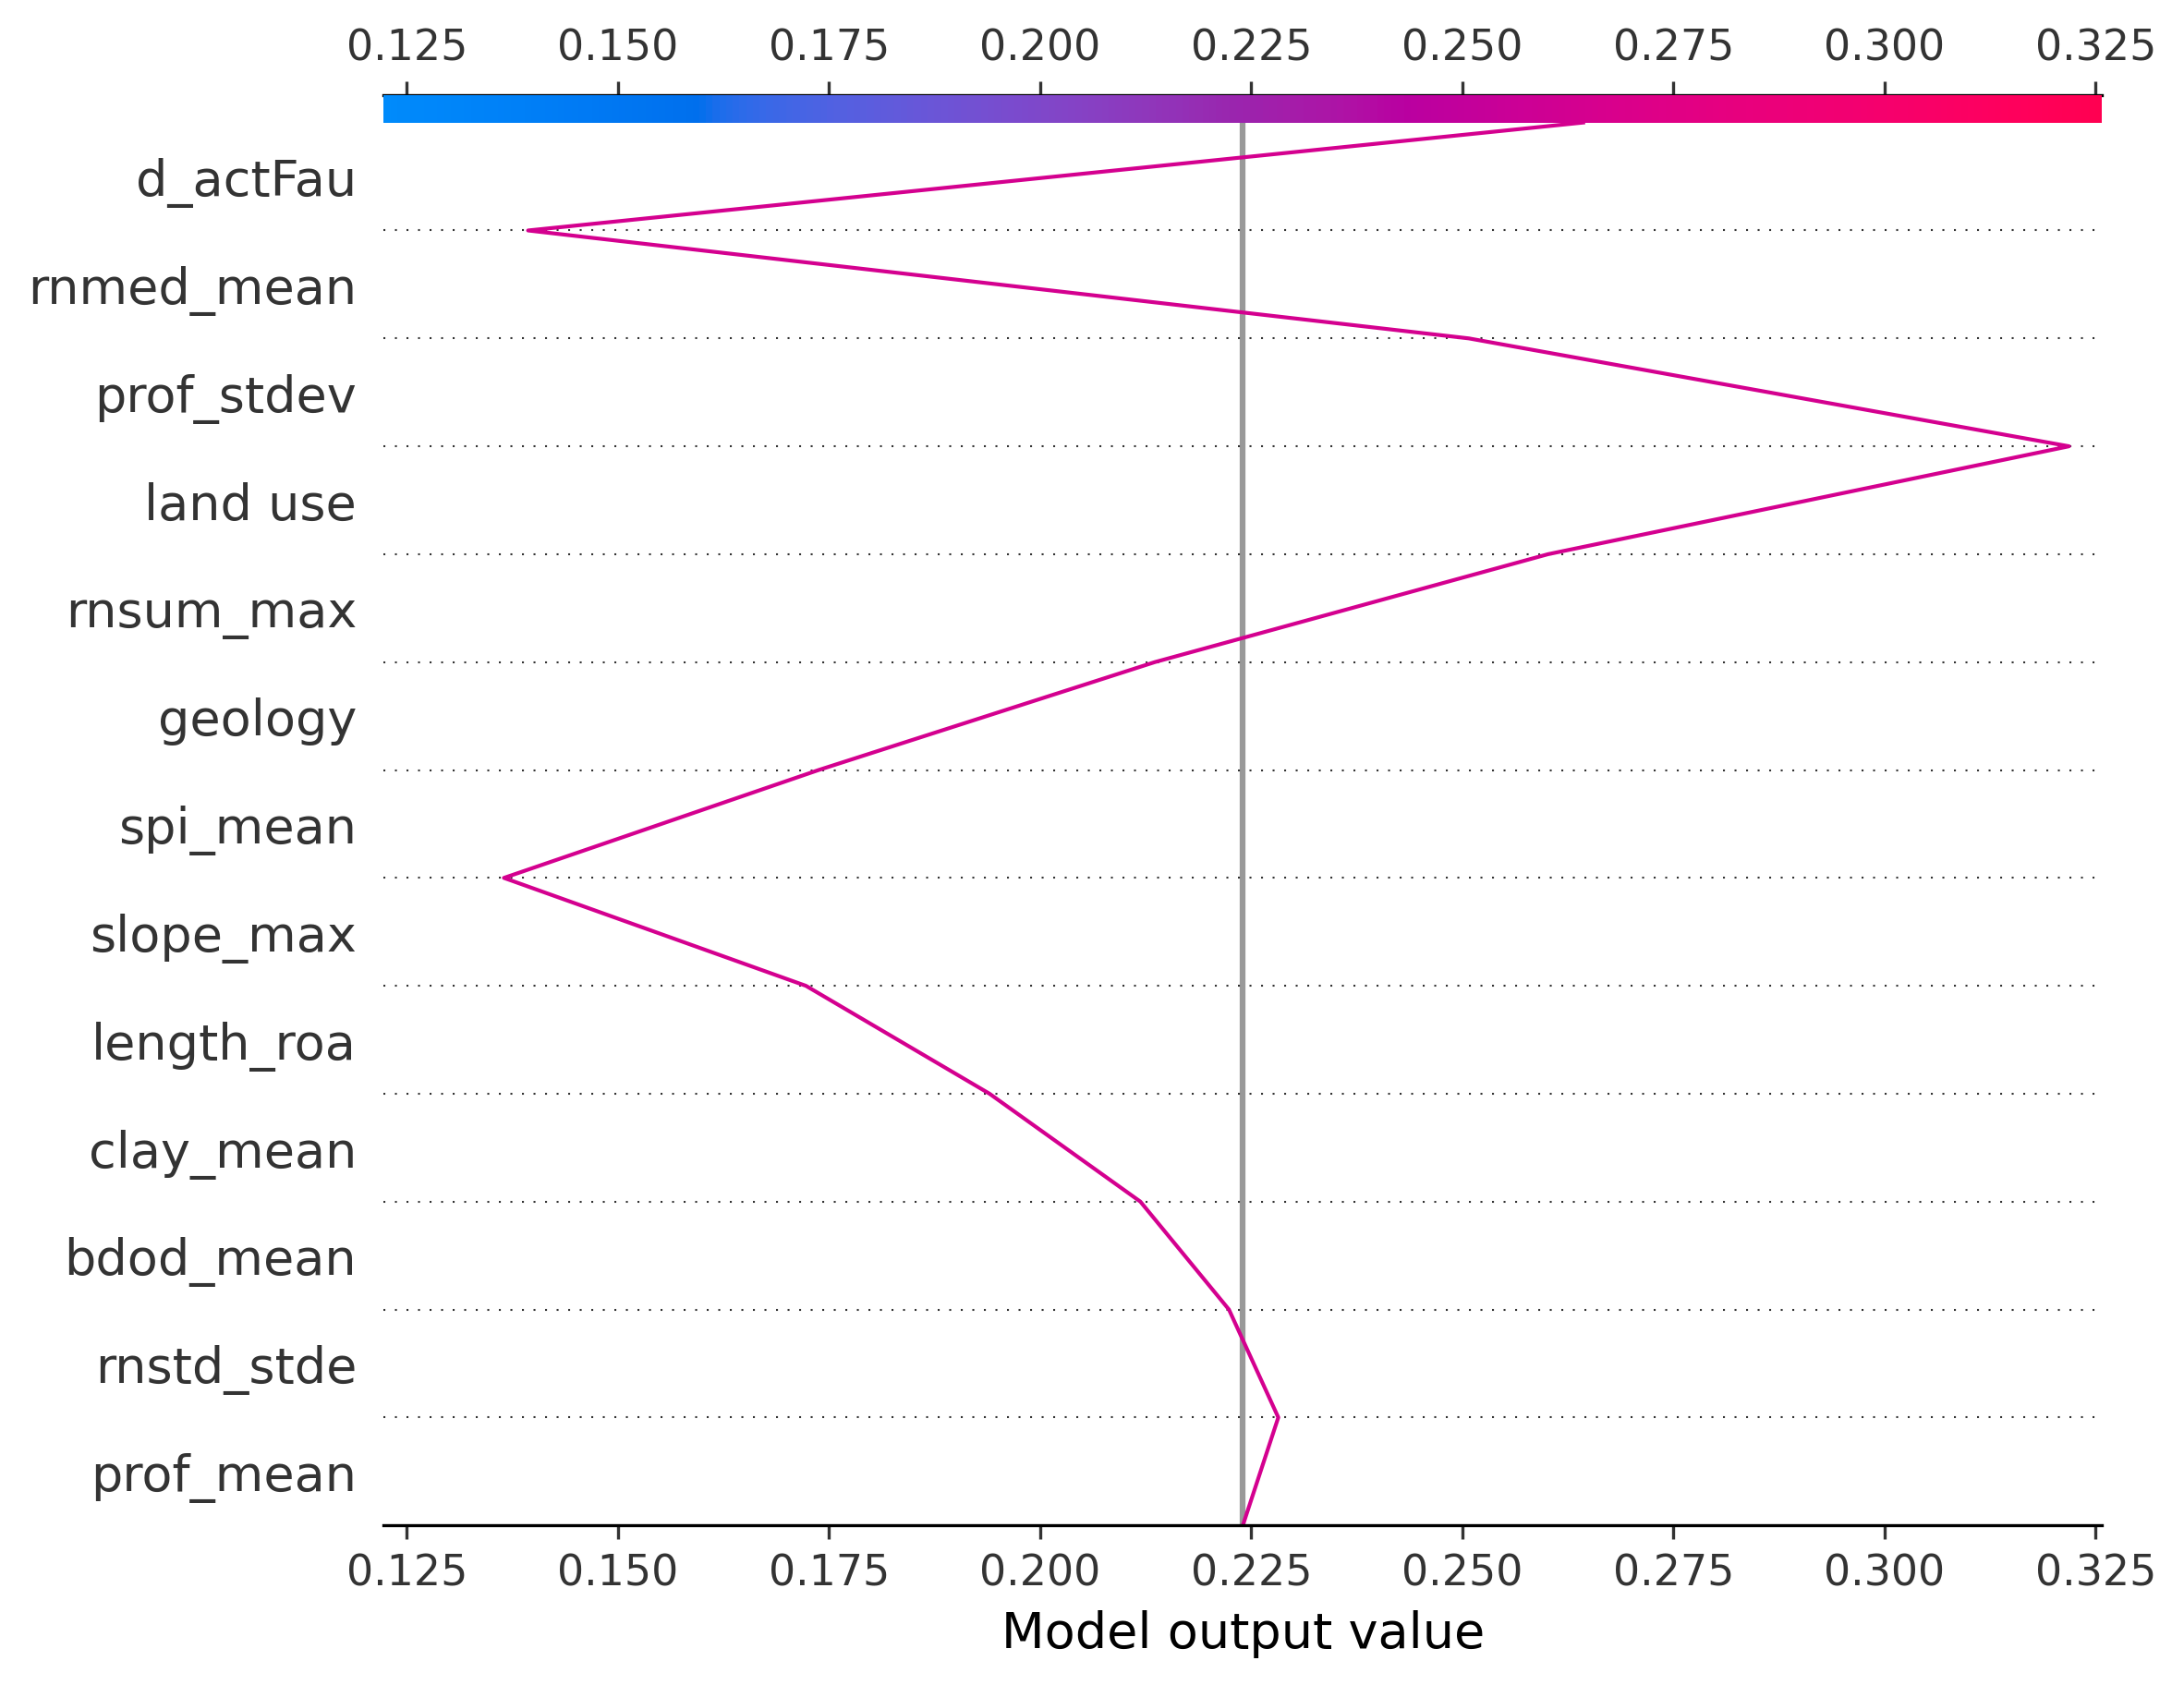 0.125 0.150 0.175 0.200 0.225 0.250 0.275 0.300 0.325
d_actFau
rnmed_mean
prof_stdev
land use
rnsum_max
geology
spi_mean
slope_max
length_roa
clay_mean
bdod_mean
rnstd_stde
prof_mean
0.125 0.150 0.175 0.200 0.225 0.250 0.275 0.300 0.325
Model output value